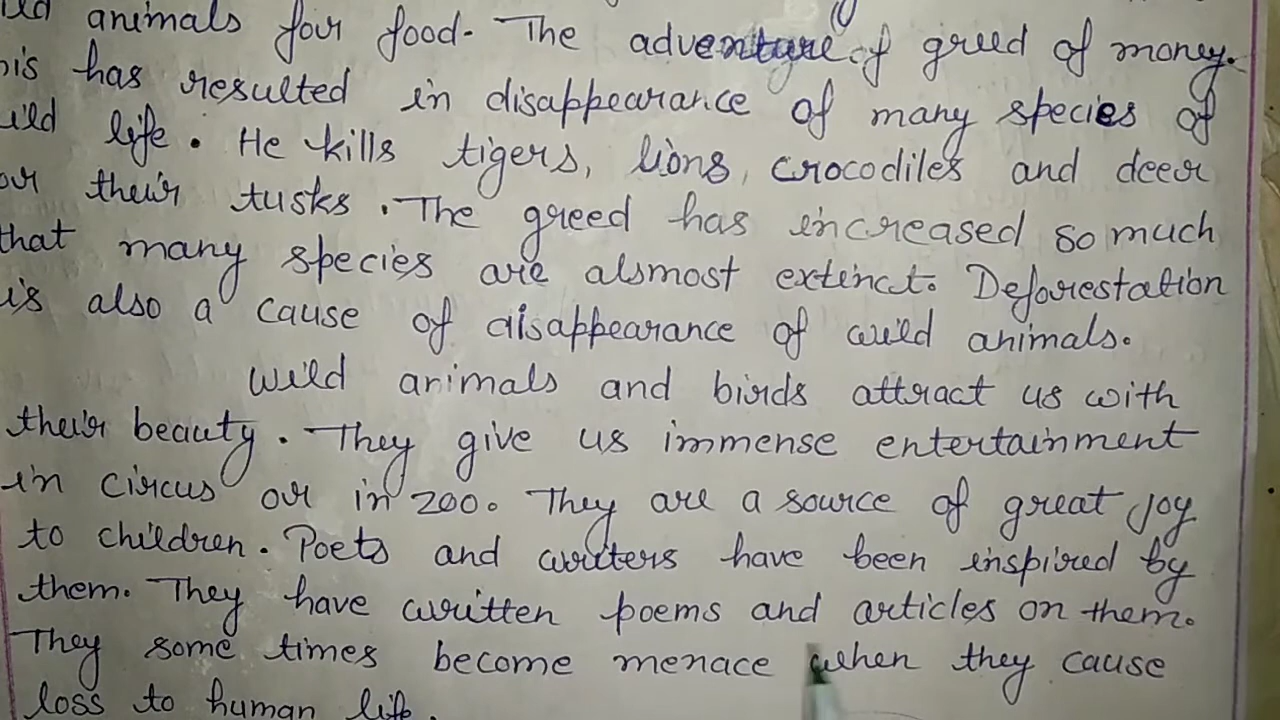 animals for food. The adventure of greed of money.
has resulted in disappearance of many species of
life. He kills tigers, lions, crocodiles and deer
their tusks. The greed has increased so much
that many species are alsmost extinct. Deforestation
is also a cause of disappearance of wild animals.
Wild animals and birds attract us with
their beauty. They give us immense entertainment
in circus or in zoo. They are a source of great joy
to children. Poets and writers have been inspired by
them. They have written poems and articles on them.
They some times become menace when they cause
loss to human life.